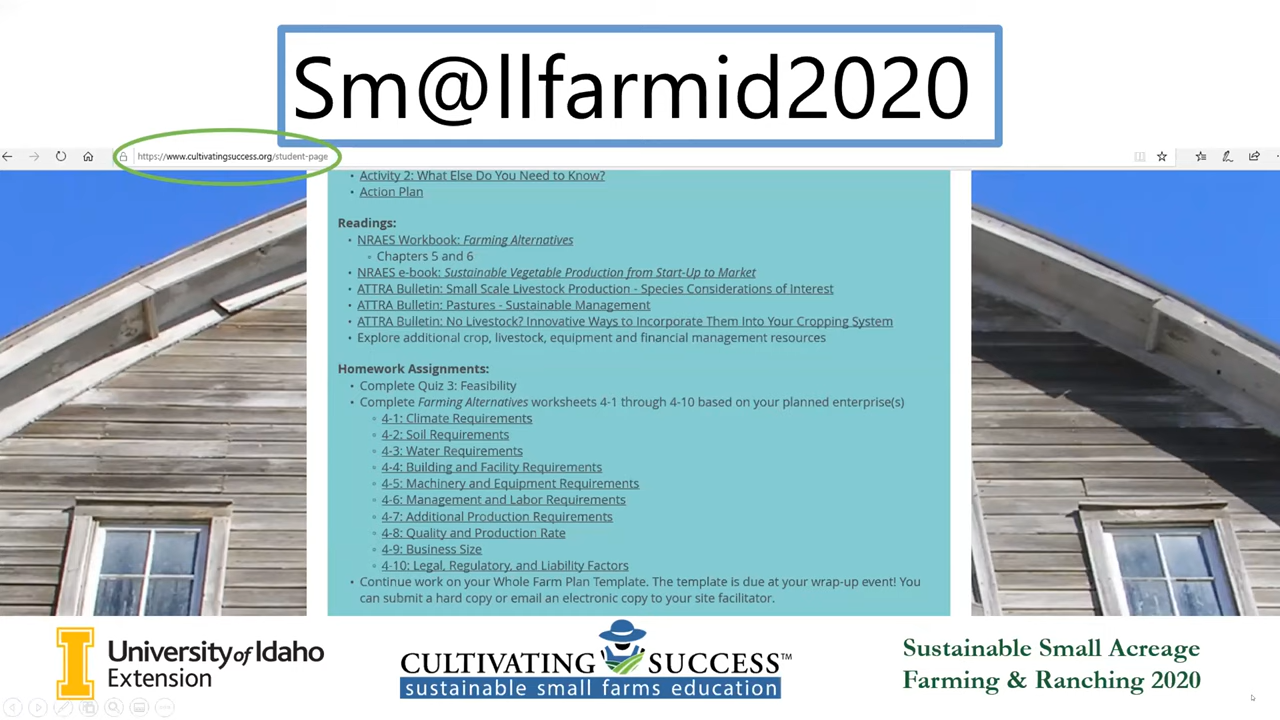 Sm@llfarmid2020
https://www.cultivatingsuccess.org/student-page
• Activity 2: What Else Do You Need to Know?
• Action Plan
Readings:
• NRAES Workbook: Farming Alternatives
◦ Chapters 5 and 6
• NRAES e-book: Sustainable Vegetable Production from Start-Up to Market
• ATTRA Bulletin: Small Scale Livestock Production - Species Considerations of Interest
• ATTRA Bulletin: Pastures - Sustainable Management
• ATTRA Bulletin: No Livestock? Innovative Ways to Incorporate Them Into Your Cropping System
• Explore additional crop, livestock, equipment and financial management resources
Homework Assignments:
• Complete Quiz 3: Feasibility
• Complete Farming Alternatives worksheets 4-1 through 4-10 based on your planned enterprise(s)
◦ 4-1: Climate Requirements
◦ 4-2: Soil Requirements
◦ 4-3: Water Requirements
◦ 4-4: Building and Facility Requirements
◦ 4-5: Machinery and Equipment Requirements
◦ 4-6: Management and Labor Requirements
◦ 4-7: Additional Production Requirements
◦ 4-8: Quality and Production Rate
◦ 4-9: Business Size
◦ 4-10: Legal, Regulatory, and Liability Factors
• Continue work on your Whole Farm Plan Template. The template is due at your wrap-up event! You
can submit a hard copy or email an electronic copy to your site facilitator.
I University of Idaho
Extension
CULTIVATING SUCCESS™
sustainable small farms education
Sustainable Small Acreage
Farming & Ranching 2020